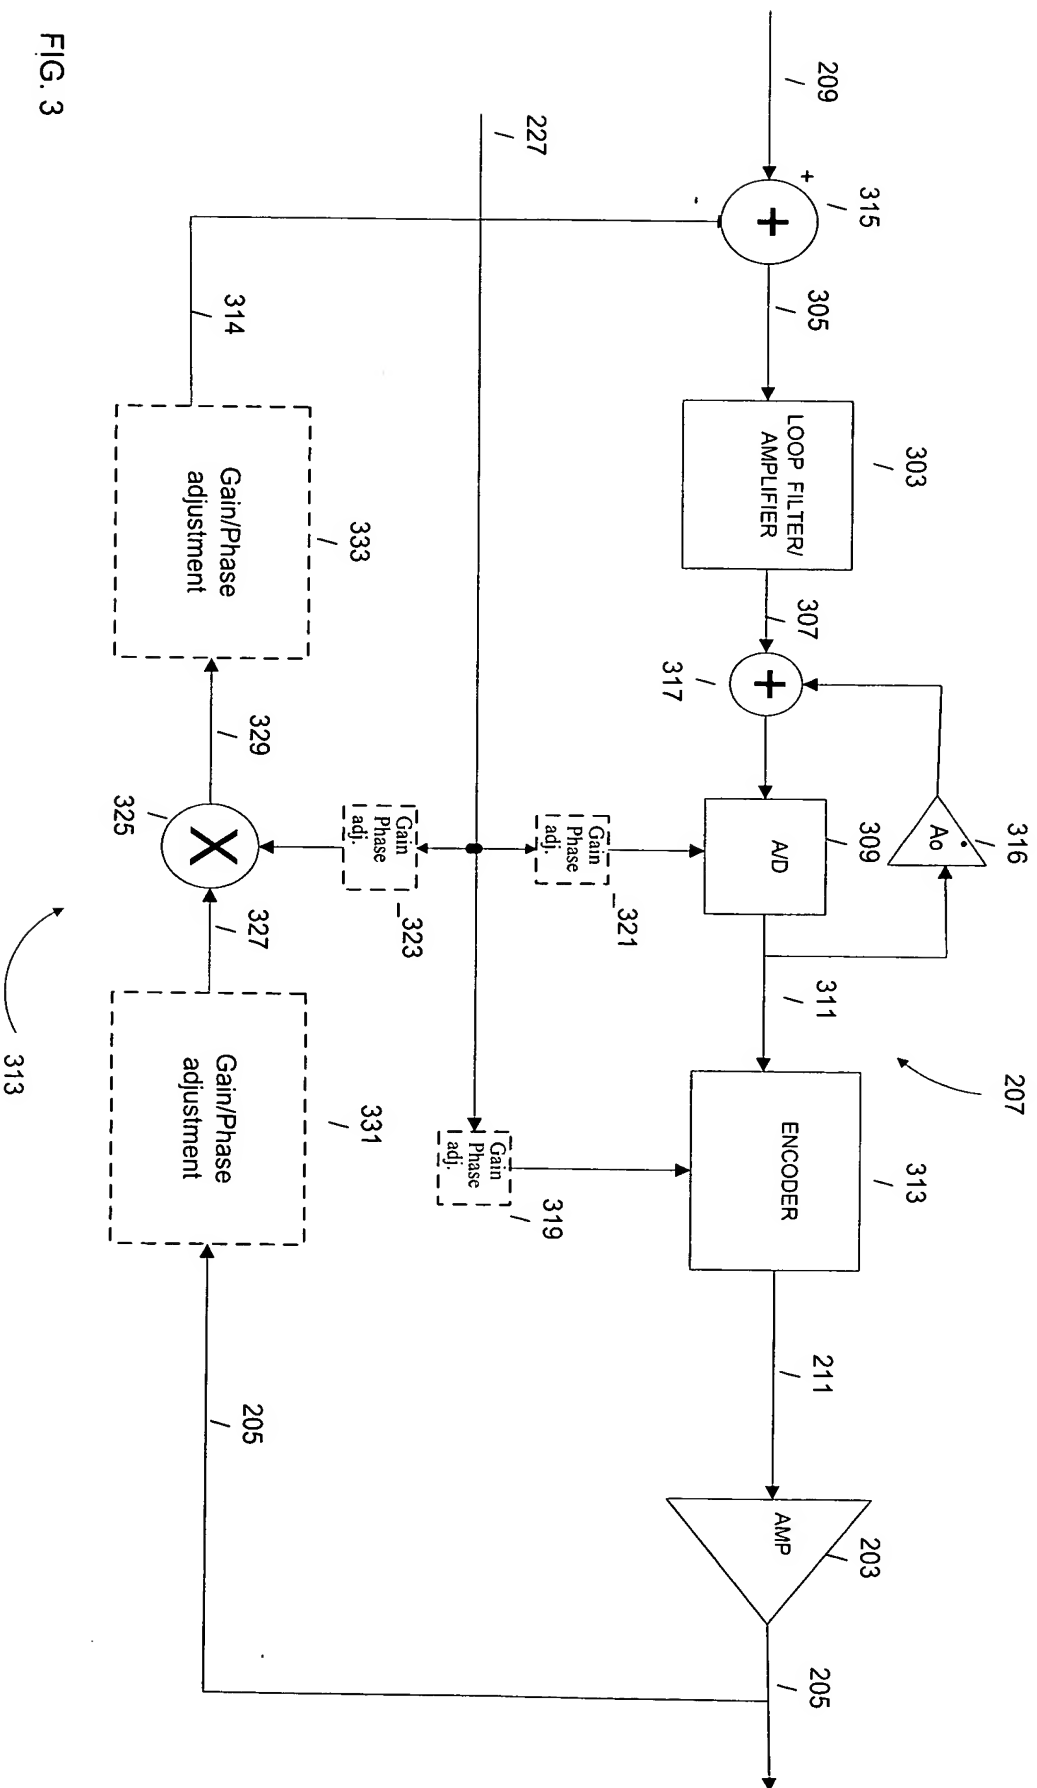 316
207
Ao
303
313
315
309
203
209
305
307
311
211
205
+
+
LOOP FILTER/
AMPLIFIER
+
A/D
ENCODER
AMP
317
321
Gain
Phase
adj.
227
319
Gain
Phase
adj.
323
Gain
Phase
adj.
333
331
314
329
327
205
Gain/Phase
adjustment
X
Gain/Phase
adjustment
325
FIG. 3
313